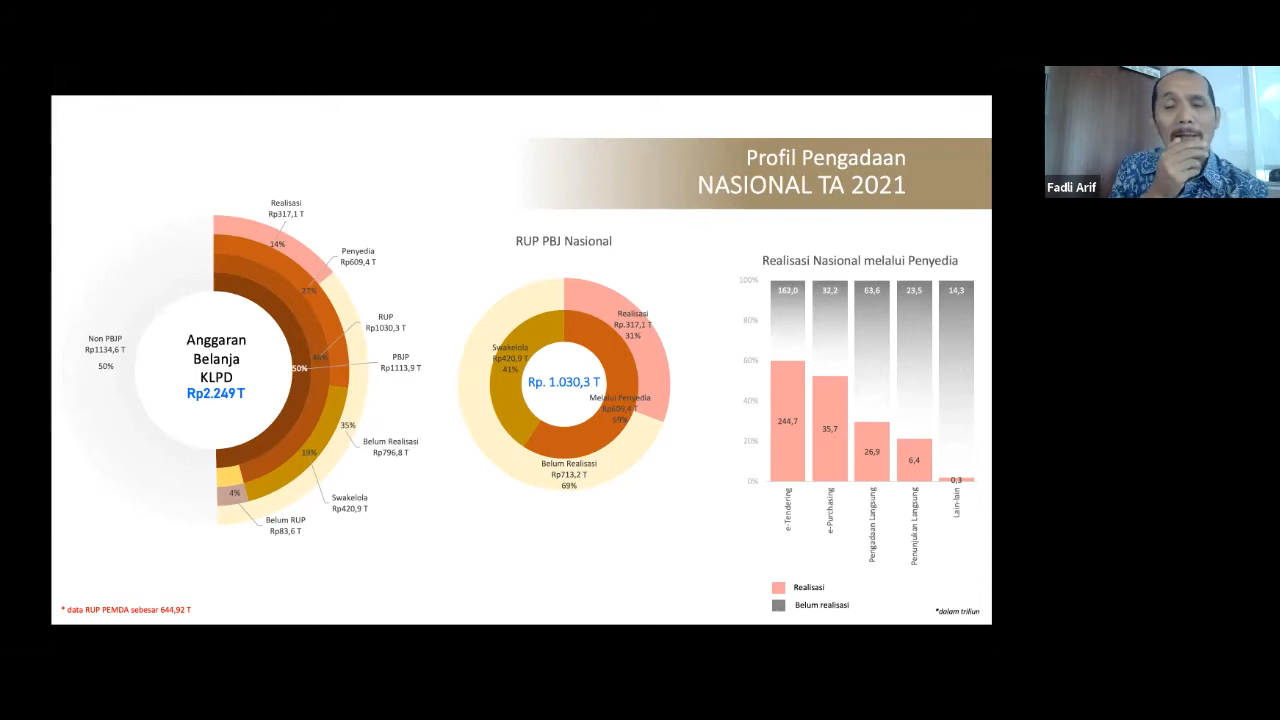 Profil Pengadaan
NASIONAL TA 2021
Fadli Arif
Realisasi
Rp317,1 T
14%
Penyedia
Rp609,4 T
27%
RUP
Rp1030,3 T
46%
PBJP
Rp1113,9 T
50%
Non PBJP
Rp1134,6 T
50%
Anggaran
Belanja
KLPD
Rp2.249 T
35%
Belum Realisasi
Rp796,8 T
19%
Swakelola
Rp420,9 T
4%
Belum RUP
Rp83,6 T
* data RUP PEMDA sebesar 644,92 T
RUP PBJ Nasional
Realisasi
Rp.317,1 T
31%
Swakelola
Rp420,9 T
41%
Rp. 1.030,3 T
Melalui Penyedia
Rp609,4 T
59%
Belum Realisasi
Rp713,2 T
69%
Realisasi Nasional melalui Penyedia
100%
80%
60%
40%
20%
0%
162,0
32,2
63,6
23,5
14,3
244,7
35,7
26,9
6,4
0,3
e-Tendering
e-Purchasing
Pengadaan Langsung
Penunjukan Langsung
Lain-lain
Realisasi
Belum realisasi
*dalam triliun